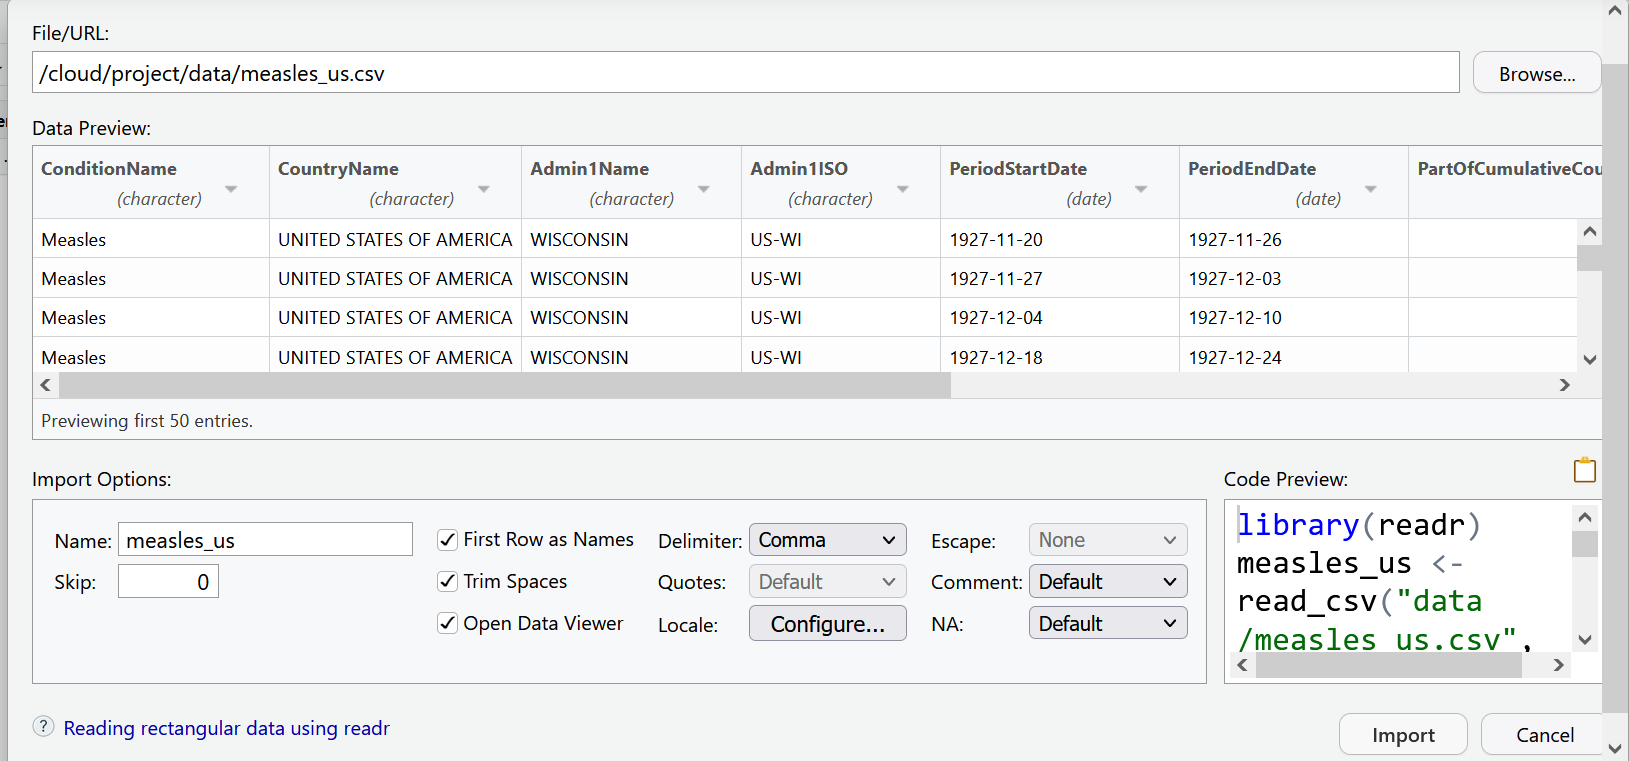 File/URL:
/cloud/project/data/measles_us.csv
Browse...
Data Preview:
ConditionName CountryName Admin1Name Admin1ISO PeriodStartDate PeriodEndDate PartOfCumulativeCou
(character) (character) (character) (character) (date) (date)
Measles UNITED STATES OF AMERICA WISCONSIN US-WI 1927-11-20 1927-11-26
Measles UNITED STATES OF AMERICA WISCONSIN US-WI 1927-11-27 1927-12-03
Measles UNITED STATES OF AMERICA WISCONSIN US-WI 1927-12-04 1927-12-10
Measles UNITED STATES OF AMERICA WISCONSIN US-WI 1927-12-18 1927-12-24
Previewing first 50 entries.
Import Options:
Name: measles_us
Skip: 0
First Row as Names
Trim Spaces
Open Data Viewer
Delimiter: Comma
Quotes: Default
Locale: Configure...
Escape: None
Comment: Default
NA: Default
Code Preview:
library(readr)
measles_us <-
read_csv("data
/measles_us.csv",
? Reading rectangular data using readr
Import Cancel